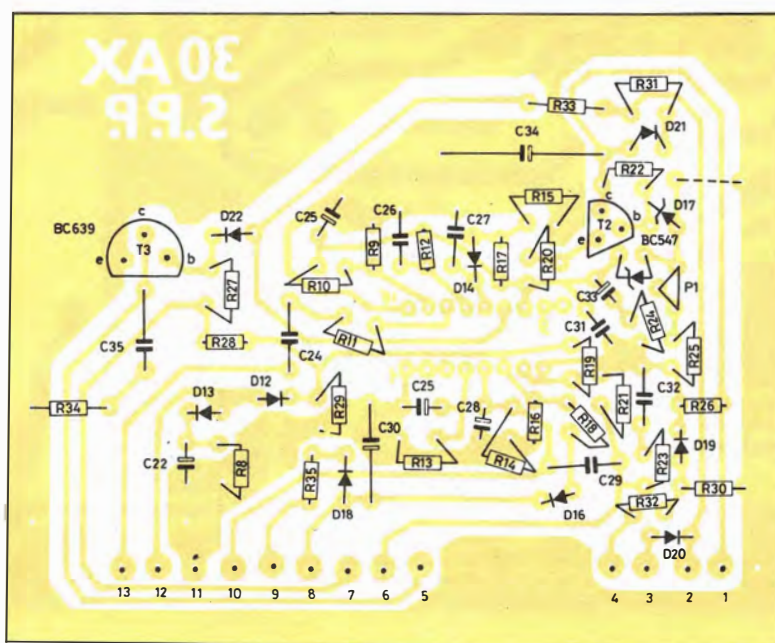 30 AX
S.P.P.
R31
R33
D21
C34
R22
c
D17
R15
T2
b
e
BC547
c
BC639
T3
e
b
D22
C25
R9
C26
R12
C27
D14
R17
R20
R27
R10
C33
P1
R24
C31
R11
C35
R28
C24
R19
R25
R34
D13
D12
R29
C25
C28
R16
R18
R21
C32
R26
D19
C30
C22
R8
R35
D18
R13
R14
C29
R23
R30
D16
R32
D20
13 12 11 10 9 8 7 6 5 4 3 2 1